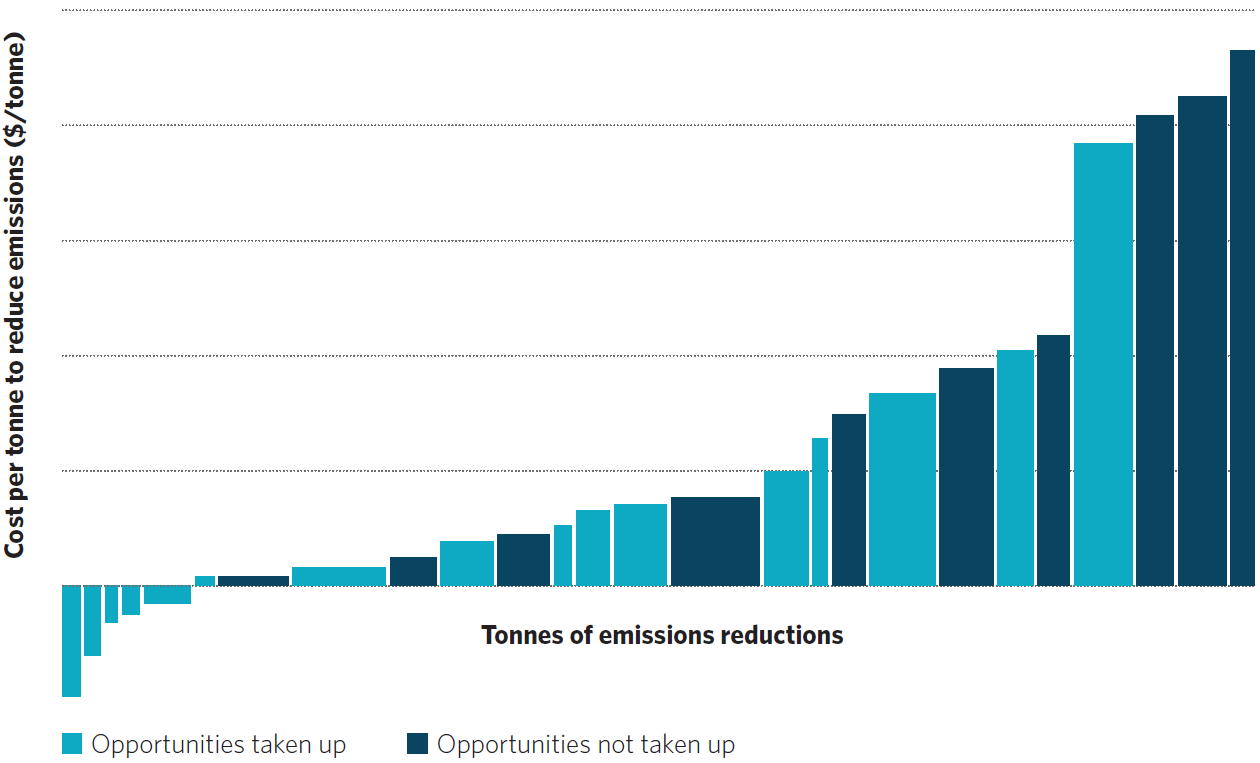 Cost per tonne to reduce emissions ($/tonne)
Tonnes of emissions reductions
Opportunities taken up
Opportunities not taken up